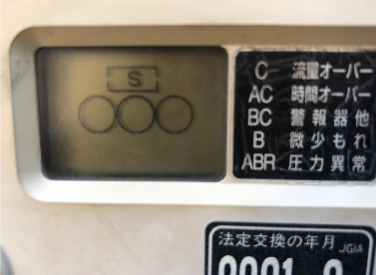 S
C 流量オーバー
AC 時間オーバー
BC 警報器他
B 微少もれ
ABR 圧力異常
法定交換の年月 JGIA